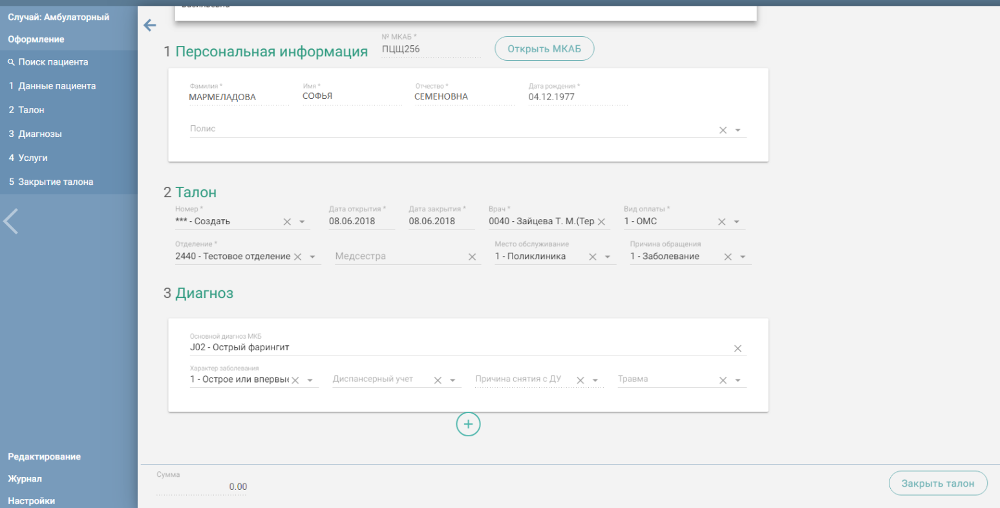 Случай: Амбулаторный
Оформление
Поиск пациента
1 Данные пациента
2 Талон
3 Диагнозы
4 Услуги
5 Закрытие талона
Редактирование
Журнал
Настройки
1 Персональная информация
№ МКАБ *
ПЦЩ256
Открыть МКАБ
Фамилия * Имя * Отчество * Дата рождения *
МАРМЕЛАДОВА СОФЬЯ СЕМЕНОВНА 04.12.1977
Полис
2 Талон
Номер * Дата открытия * Дата закрытия * Врач * Вид оплаты *
*** - Создать 08.06.2018 08.06.2018 0040 - Зайцева Т. М.(Тер 1 - ОМС
Отделение * Место обслуживание Причина обращения
2440 - Тестовое отделение Медсестра 1 - Поликлиника 1 - Заболевание
3 Диагноз
Основной диагноз МКБ
J02 - Острый фарингит
Характер заболевания
1 - Острое или впервы Диспансерный учет Причина снятия с ДУ Травма
Сумма
0.00
Закрыть талон